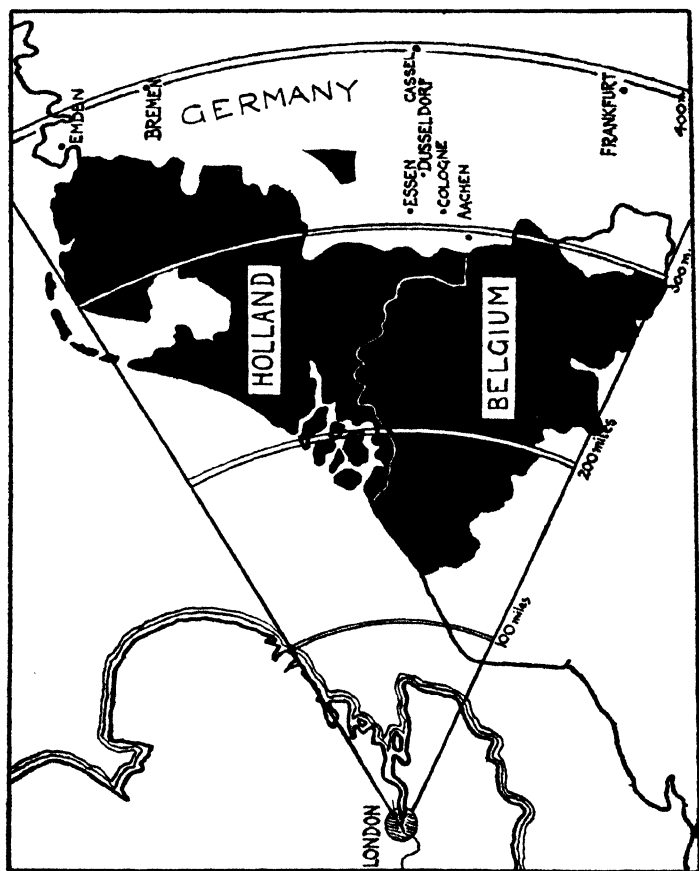 EMDEN
BREMEN
GERMANY
CASSEL
DUSSELDORF
ESSEN
COLOGNE
AACHEN
FRANKFURT
400m.
300m.
HOLLAND
BELGIUM
200 miles
100 miles
LONDON